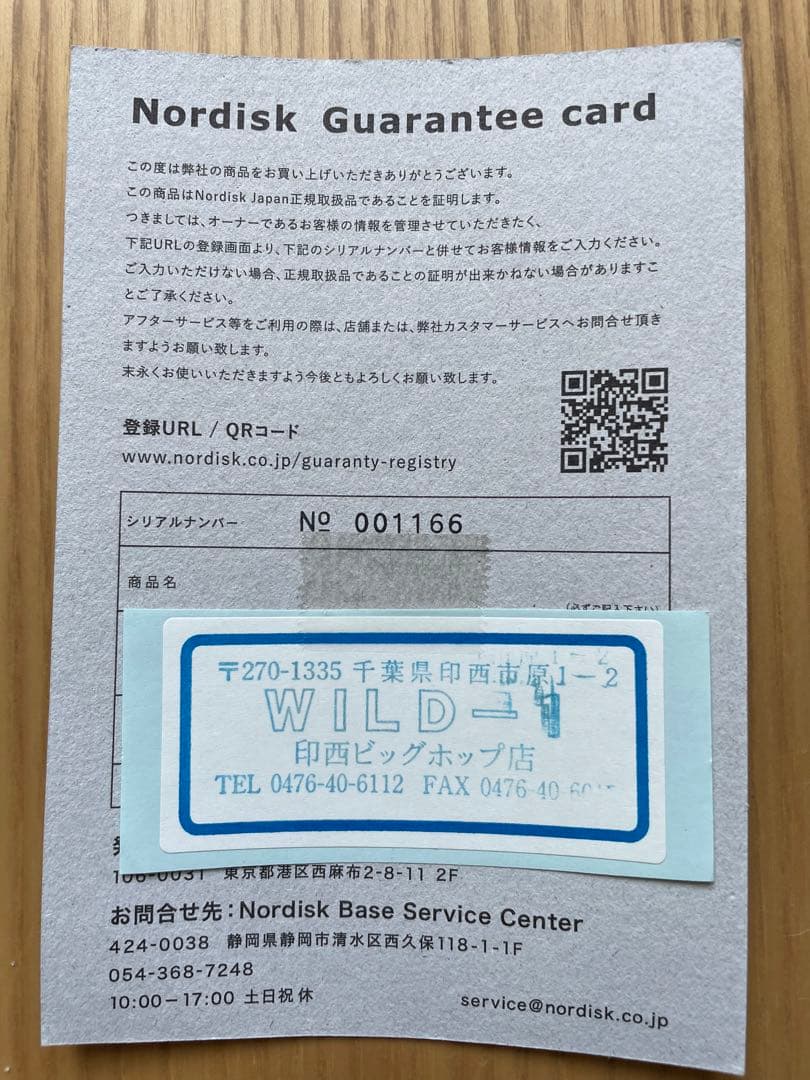 Nordisk Guarantee card
この度は弊社の商品をお買い上げいただきありがとうございます。
この商品はNordisk Japan正規取扱品であることを証明します。
つきましては、オーナーであるお客様の情報を管理させていただきたく、
下記URLの登録画面より、下記のシリアルナンバーと併せてお客様情報をご入力ください。
ご入力いただけない場合、正規取扱品であることの証明が出来かねない場合がありますこ
とご了承ください。
アフターサービス等をご利用の際は、店舗または、弊社カスタマーサービスへお問合せ頂き
ますようお願い致します。
末永くお使いいただきますよう今後ともよろしくお願い致します。
登録URL / QRコード
www.nordisk.co.jp/guaranty-registry
シリアルナンバー № 001166
商品名
(必ずご記入下さい)
〒270-1335 千葉県印西市原1-2
WILD-1
印西ビッグホップ店
TEL 0476-40-6112 FAX 0476-40-
106-0031 東京都港区西麻布2-8-11 2F
お問合せ先:Nordisk Base Service Center
424-0038 静岡県静岡市清水区西久保118-1-1F
054-368-7248
10:00-17:00 土日祝休
service@nordisk.co.jp